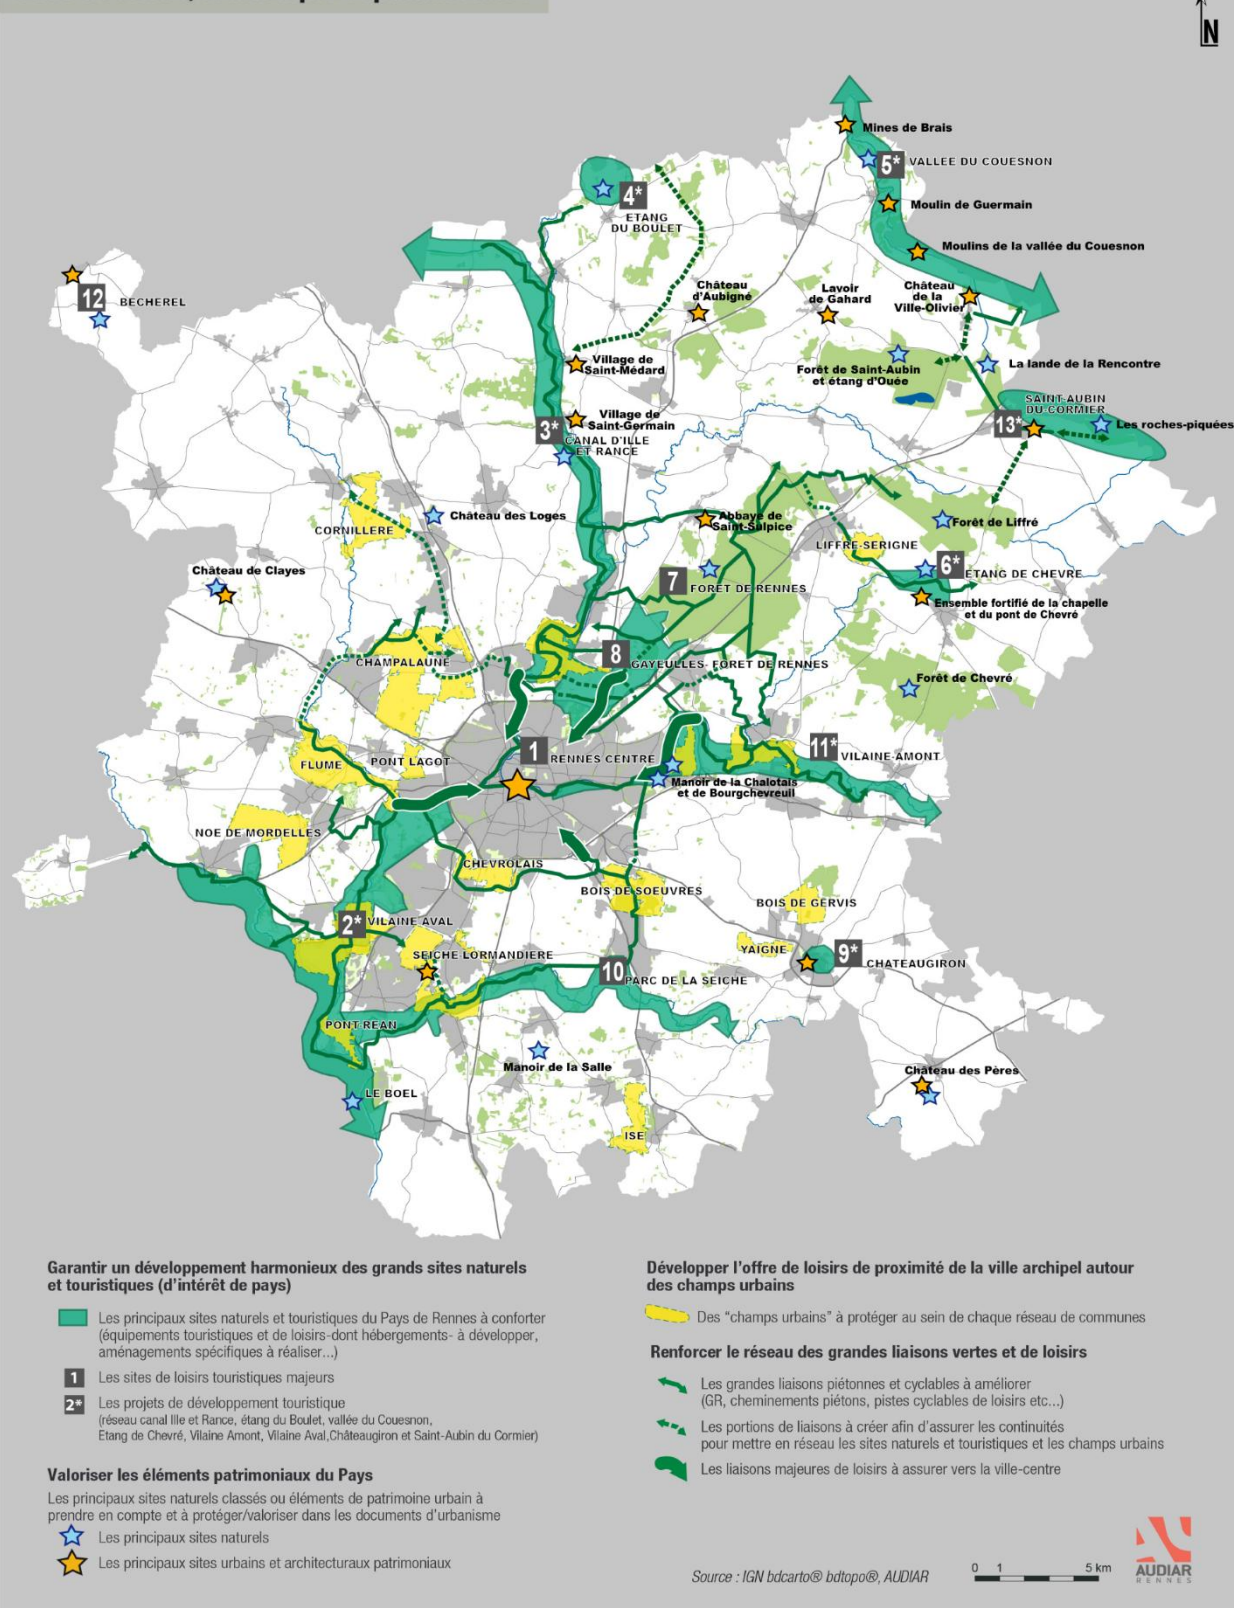 N
Mines de Brais
5* VALLEE DU COUESNON
4*
ETANG
DU BOULET
Moulin de Guermain
Moulins de la vallée du Couesnon
12 BECHEREL
Château
d'Aubigné
Lavoir
de Gahard
Château
de la
Ville-Olivier
Village de
Saint-Médard
Forêt de Saint-Aubin
et étang d'Ouée
La lande de la Rencontre
SAINT-AUBIN
DU CORMIER
13*
Les roches-piquées
Village de
Saint-Germain
3*
CANAL D'ILLE
ET RANCE
Château des Loges
CORNILLERE
Abbaye de
Saint-Sulpice
Forêt de Liffré
LIFFRE-SERIGNE
Château de Clayes
6* ETANG DE CHEVRE
7 FORET DE RENNES
Ensemble fortifié de la chapelle
et du pont de Chevré
CHAMPALAUNE
8 GAYEULLES- FORET DE RENNES
Forêt de Chevré
1 RENNES CENTRE
11* VILAINE-AMONT
FLUME
PONT LAGOT
Manoir de la Chalotais
et de Bourgchevreuil
NOE DE MORDELLES
CHEVROLAIS
BOIS DE SOEUVRES
BOIS DE GERVIS
2* VILAINE AVAL
YAIGNE
9* CHATEAUGIRON
SEICHE LORMANDIERE
10 PARC DE LA SEICHE
PONT-REAN
Manoir de la Salle
Château des Pères
LE BOEL
ISE
Garantir un développement harmonieux des grands sites naturels
et touristiques (d'intérêt de pays)
Les principaux sites naturels et touristiques du Pays de Rennes à conforter
(équipements touristiques et de loisirs-dont hébergements- à développer,
aménagements spécifiques à réaliser...)
1 Les sites de loisirs touristiques majeurs
2* Les projets de développement touristique
(réseau canal Ille et Rance, étang du Boulet, vallée du Couesnon,
Etang de Chevré, Vilaine Amont, Vilaine Aval,Châteaugiron et Saint-Aubin du Cormier)
Valoriser les éléments patrimoniaux du Pays
Les principaux sites naturels classés ou éléments de patrimoine urbain à
prendre en compte et à protéger/valoriser dans les documents d'urbanisme
Les principaux sites naturels
Les principaux sites urbains et architecturaux patrimoniaux
Développer l'offre de loisirs de proximité de la ville archipel autour
des champs urbains
Des "champs urbains" à protéger au sein de chaque réseau de communes
Renforcer le réseau des grandes liaisons vertes et de loisirs
Les grandes liaisons piétonnes et cyclables à améliorer
(GR, cheminements piétons, pistes cyclables de loisirs etc...)
Les portions de liaisons à créer afin d'assurer les continuités
pour mettre en réseau les sites naturels et touristiques et les champs urbains
Les liaisons majeures de loisirs à assurer vers la ville-centre
Source : IGN bdcarto® bdtopo®, AUDIAR
0 1 5 km
AUDIAR
RENNES